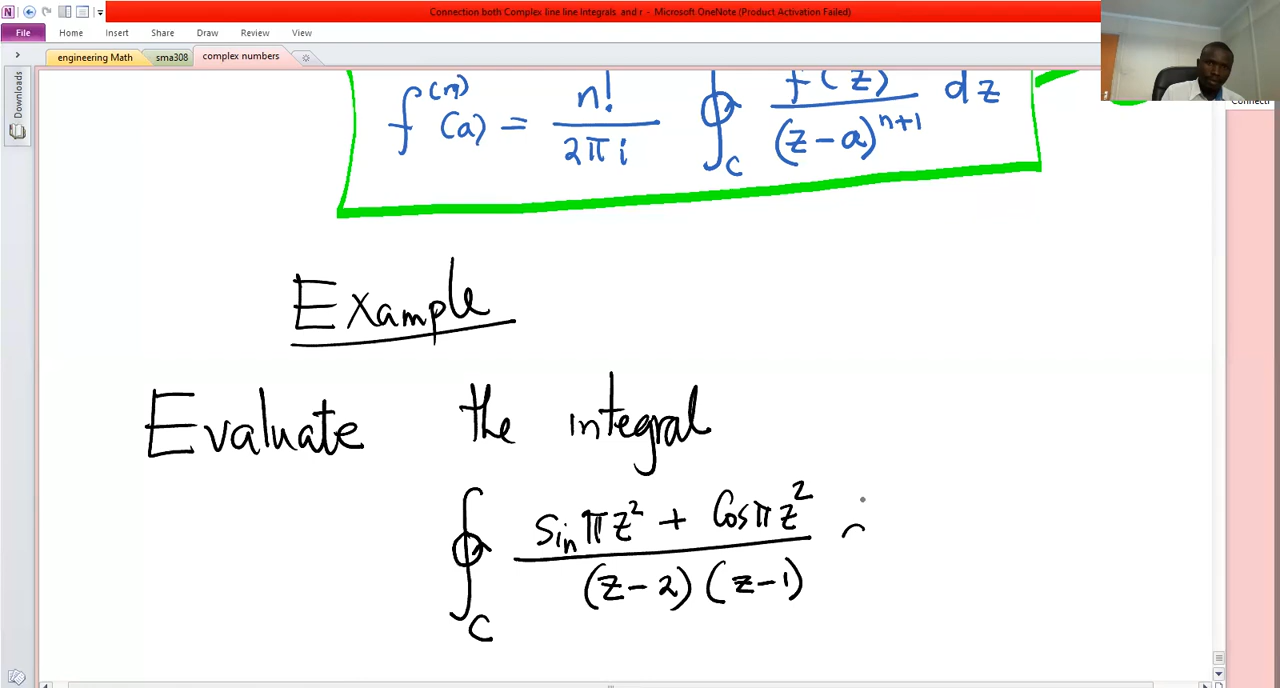 Connection both Complex line line Integrals and r - Microsoft OneNote (Product Activation Failed)
File Home Insert Share Draw Review View
engineering Math sma308 complex numbers
Downloads
Connecti
f^(n) (a) = n! / 2πi ∮_C f(z) / (z-a)^(n+1) dz
Example
Evaluate the integral
∮_C sin πz² + Cos πz² / (z-2)(z-1)